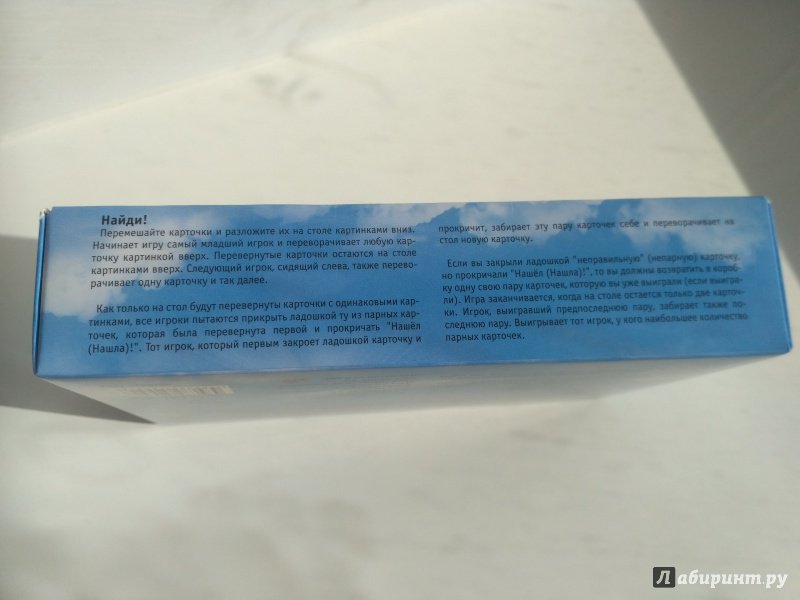 Найди!
Перемешайте карточки и разложите их на столе картинками вниз.
Начинает игру самый младший игрок и переворачивает любую кар-
точку картинкой вверх. Перевернутые карточки остаются на столе
картинками вверх. Следующий игрок, сидящий слева, также перево-
рачивает одну карточку и так далее.
Как только на стол будут перевернуты карточки с одинаковыми кар-
тинками, все игроки пытаются прикрыть ладошкой ту из парных карто-
чек, которая была перевернута первой и прокричать "Нашёл
(Нашла)!". Тот игрок, который первым закроет ладошкой карточку и
прокричит, забирает эту пару карточек себе и переворачивает на
стол новую карточку.
Если вы закрыли ладошкой "неправильную" (непарную) карточку,
но прокричали "Нашёл (Нашла)!", то вы должны возвратить в короб-
ку одну свою пару карточек, которую вы уже выиграли (если выигра-
ли). Игра заканчивается, когда на столе остается только две карточ-
ки. Игрок, выигравший предпоследнюю пару, забирает также по-
следнюю пару. Выигрывает тот игрок, у кого наибольшее количество
парных карточек.
Лабиринт.ру